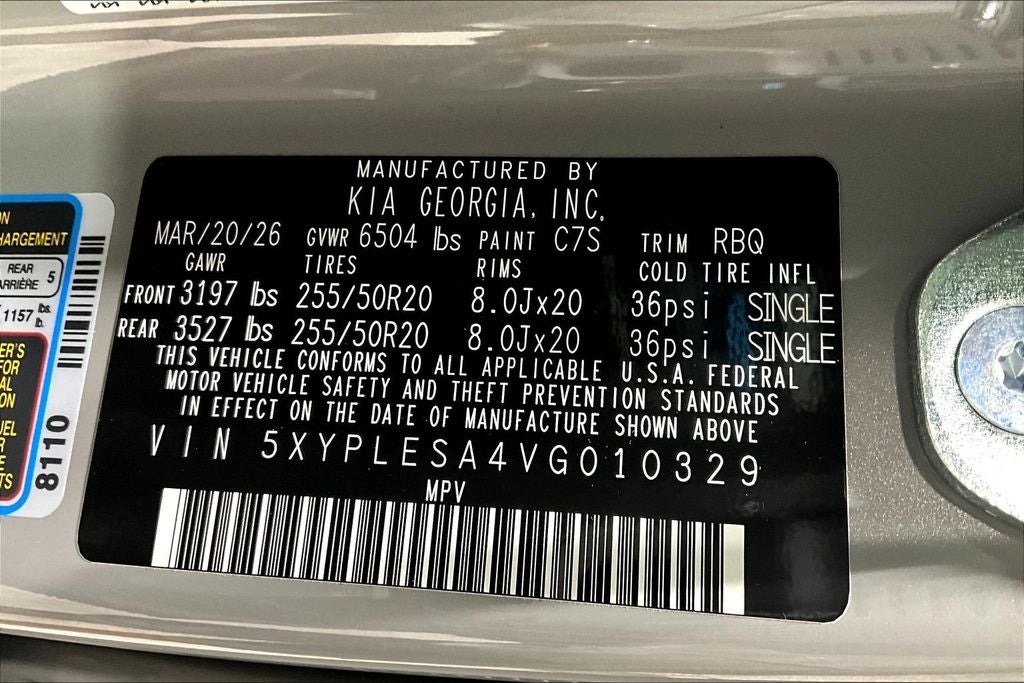 MANUFACTURED BY
KIA GEORGIA, INC.
MAR/20/26 GVWR 6504 lbs PAINT C7S TRIM RBQ
GAWR TIRES RIMS COLD TIRE INFL
FRONT 3197 lbs 255/50R20 8.0Jx20 36psi SINGLE
REAR 3527 lbs 255/50R20 8.0Jx20 36psi SINGLE
THIS VEHICLE CONFORMS TO ALL APPLICABLE U.S.A. FEDERAL
MOTOR VEHICLE SAFETY AND THEFT PREVENTION STANDARDS
IN EFFECT ON THE DATE OF MANUFACTURE SHOWN ABOVE
VIN 5XYPLESA4VG010329
MPV
REAR 5
ARRIÈRE
1157 lbs.
lb.
8110